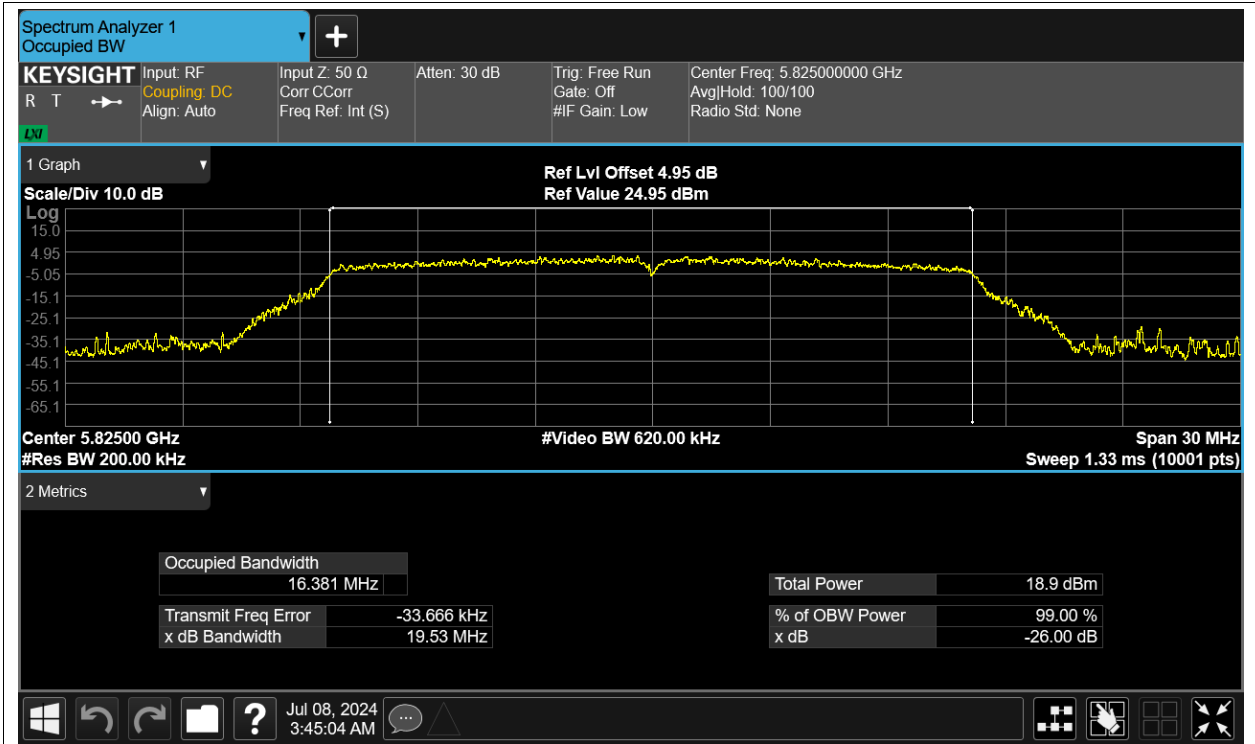 Spectrum Analyzer 1
Occupied BW
KEYSIGHT
R T
LXI
Input: RF
Coupling: DC
Align: Auto
Input Z: 50 Ω
Corr CCorr
Freq Ref: Int (S)
Atten: 30 dB
Trig: Free Run
Gate: Off
#IF Gain: Low
Center Freq: 5.825000000 GHz
Avg|Hold: 100/100
Radio Std: None
1 Graph
Ref Lvl Offset 4.95 dB
Scale/Div 10.0 dB
Ref Value 24.95 dBm
Log
15.0
4.95
-5.05
-15.1
-25.1
-35.1
-45.1
-55.1
-65.1
Center 5.82500 GHz
#Video BW 620.00 kHz
Span 30 MHz
#Res BW 200.00 kHz
Sweep 1.33 ms (10001 pts)
2 Metrics
Occupied Bandwidth
16.381 MHz
Total Power 18.9 dBm
Transmit Freq Error -33.666 kHz
% of OBW Power 99.00 %
x dB Bandwidth 19.53 MHz
x dB -26.00 dB
?
Jul 08, 2024
3:45:04 AM